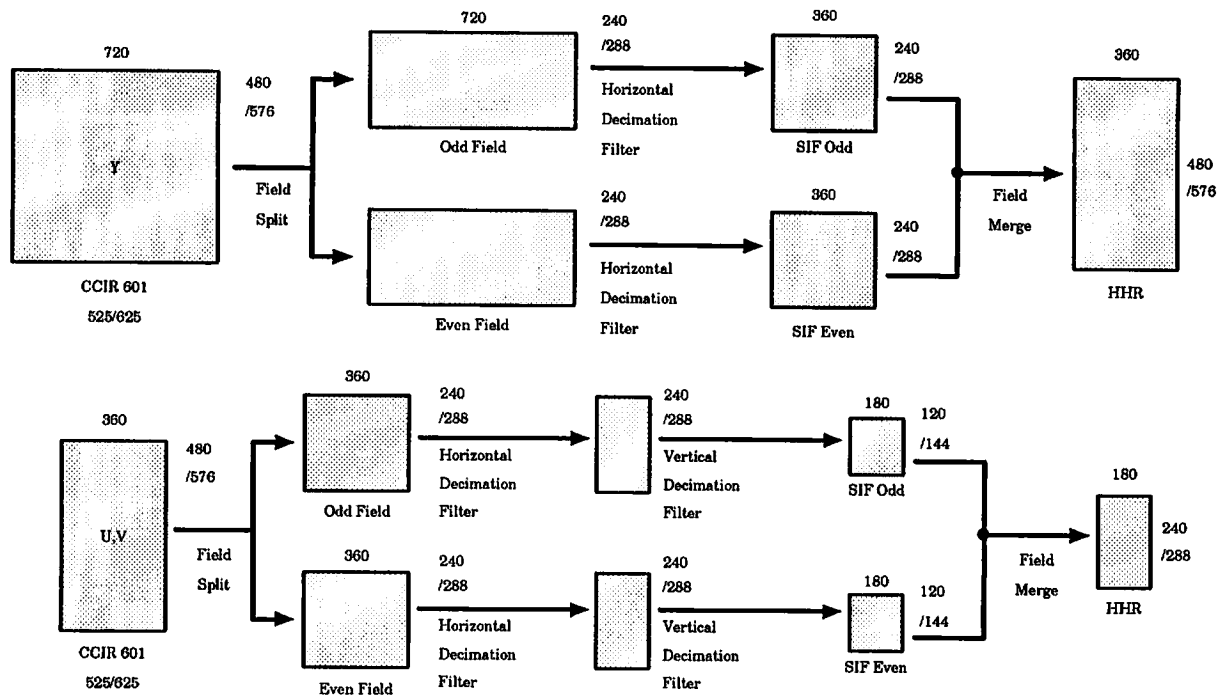 720
480
/576
Y
CCIR 601
525/625
Field
Split
720
240
/288
Odd Field
Horizontal
Decimation
Filter
360
240
/288
SIF Odd
240
/288
Even Field
Horizontal
Decimation
Filter
360
240
/288
SIF Even
Field
Merge
360
480
/576
HHR
360
480
/576
U,V
CCIR 601
525/625
Field
Split
360
240
/288
Odd Field
Horizontal
Decimation
Filter
240
/288
Vertical
Decimation
Filter
180
120
/144
SIF Odd
360
240
/288
Even Field
Horizontal
Decimation
Filter
240
/288
Vertical
Decimation
Filter
180
120
/144
SIF Even
Field
Merge
180
240
/288
HHR